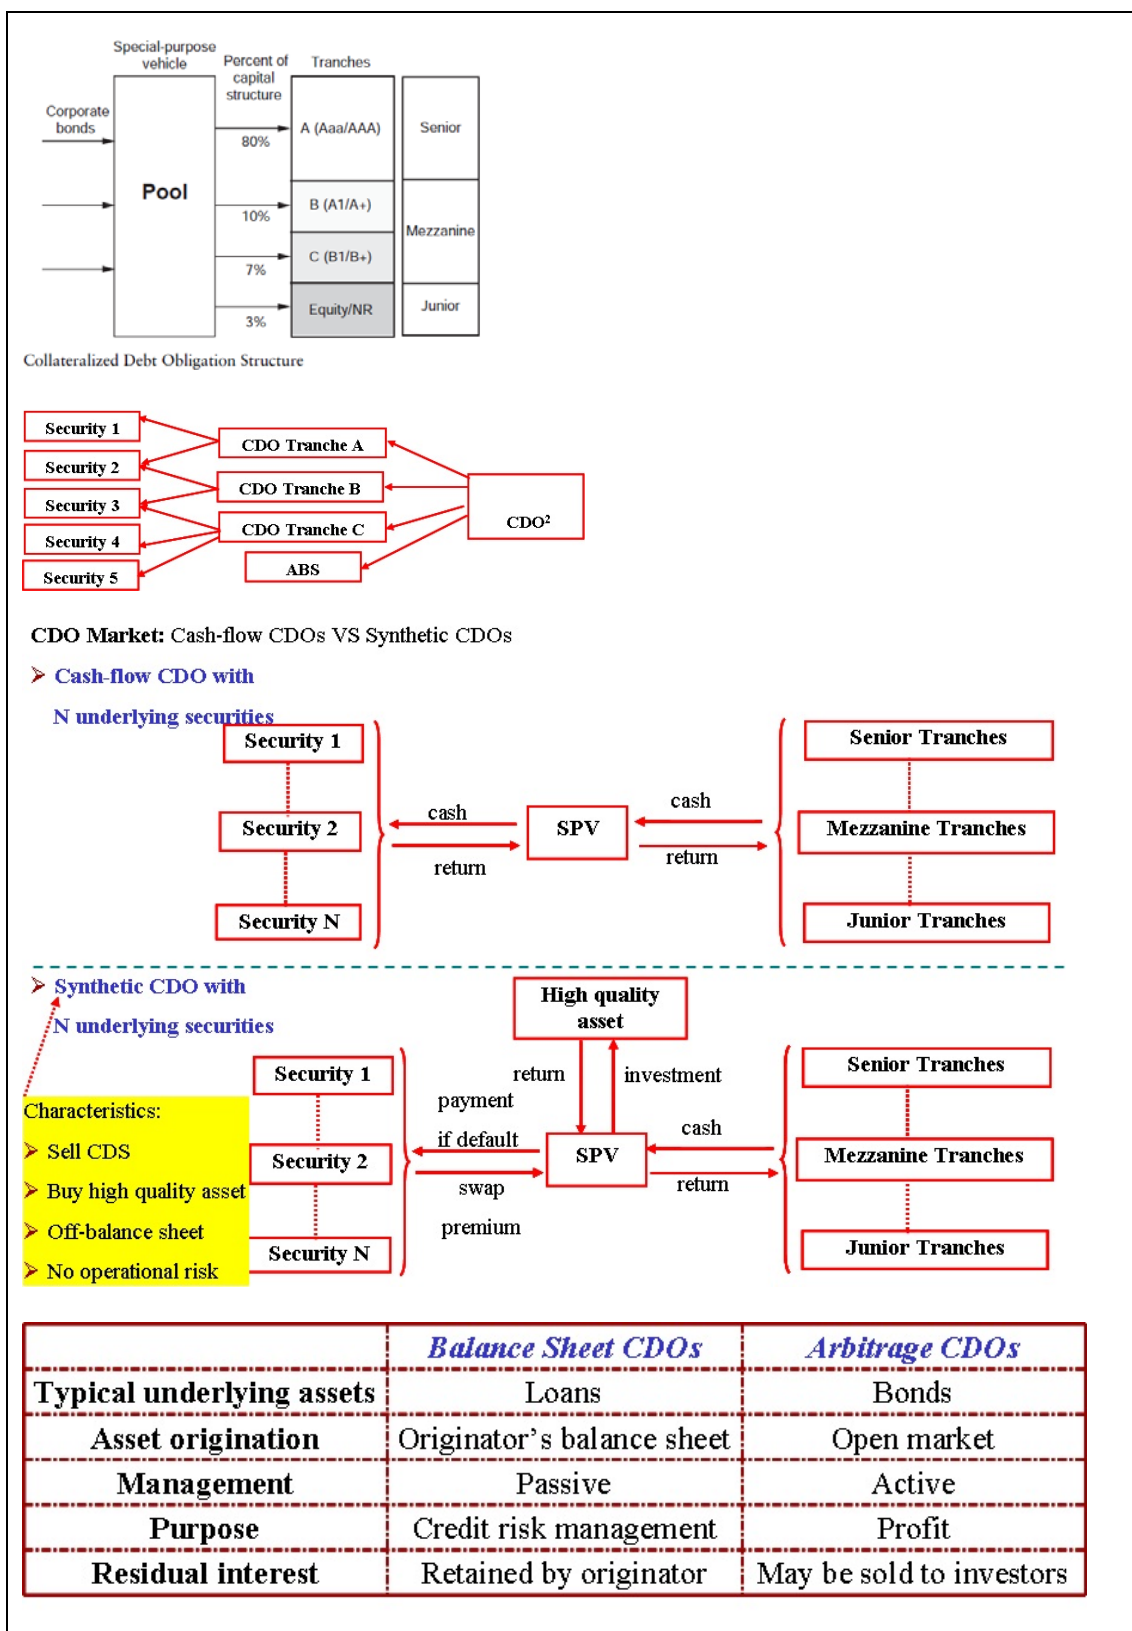 Special-purpose
vehicle
Percent of
capital
structure
Tranches
Corporate
bonds
Pool
80%
10%
7%
3%
A (Aaa/AAA)
B (A1/A+)
C (B1/B+)
Equity/NR
Senior
Mezzanine
Junior
Collateralized Debt Obligation Structure
Security 1
Security 2
Security 3
Security 4
Security 5
CDO Tranche A
CDO Tranche B
CDO Tranche C
ABS
CDO²
CDO Market: Cash-flow CDOs VS Synthetic CDOs
Cash-flow CDO with
N underlying securities
Security 1
Security 2
Security N
cash
return
SPV
cash
return
Senior Tranches
Mezzanine Tranches
Junior Tranches
Synthetic CDO with
N underlying securities
High quality
asset
return
investment
Characteristics:
Sell CDS
Buy high quality asset
Off-balance sheet
No operational risk
Security 1
Security 2
Security N
payment
if default
swap
premium
SPV
cash
return
Senior Tranches
Mezzanine Tranches
Junior Tranches
Balance Sheet CDOs Arbitrage CDOs
Typical underlying assets Loans Bonds
Asset origination Originator's balance sheet Open market
Management Passive Active
Purpose Credit risk management Profit
Residual interest Retained by originator May be sold to investors